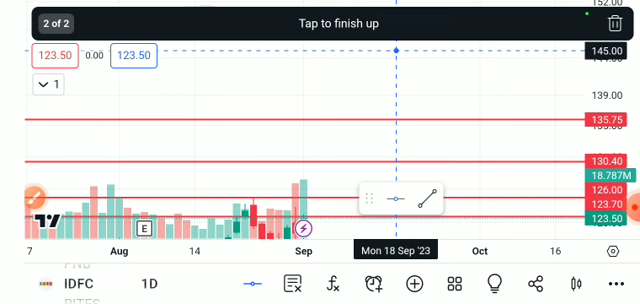 152.00
2 of 2 Tap to finish up
145.00
123.50 0.00 123.50
1
139.00
135.75
130.40
18.787M
126.00
123.70
123.50
E
7 Aug 14 Sep Mon 18 Sep '23 Oct 16
PNB
IDFC 1D
RITES